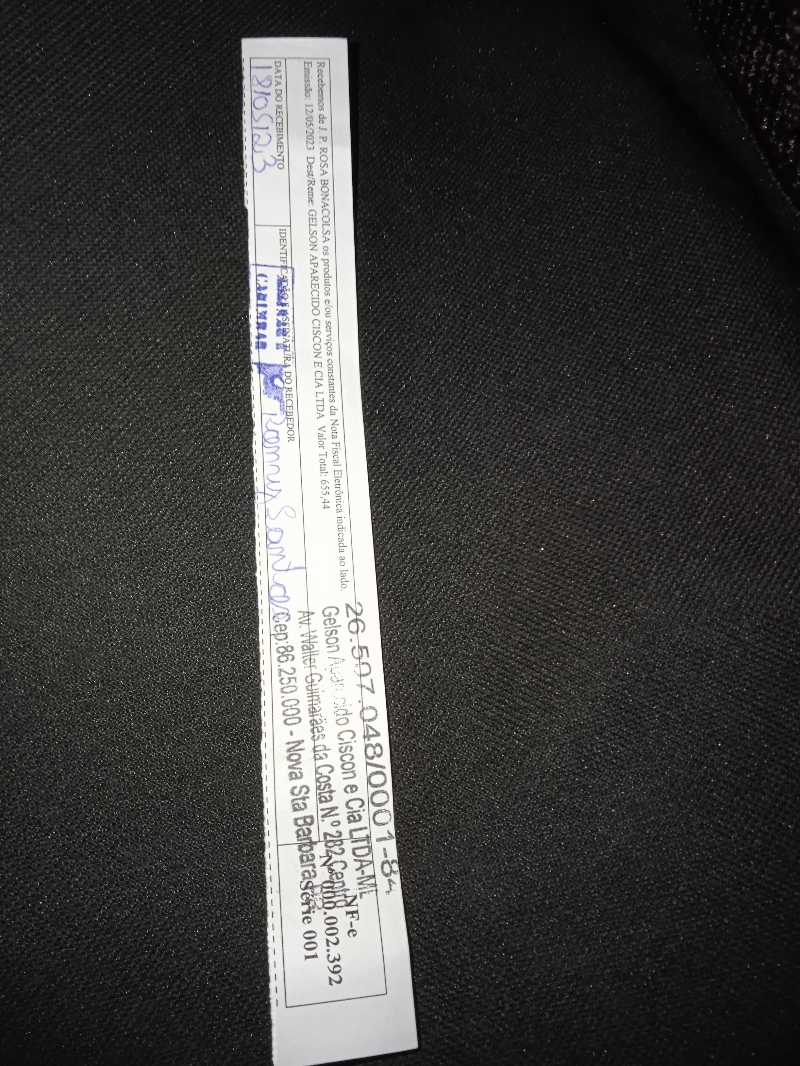 Recebemos de J. P. ROSA BONACOLSA os produtos e/ou serviços constantes da Nota Fiscal Eletrônica indicada ao lado.
Emissão: 12/05/2023 Dest/Reme: GELSON APARECIDO CISCON E CIA LTDA Valor Total: 655,44
DATA DO RECEBIMENTO
18/05/23
IDENTIFICAÇÃO E ASSINATURA DO RECEBEDOR
CARIMBAR
26.507.048/0001-84
Gelson Aparecido Ciscon e Cia LTDA-ME
Av. Walter Guimarães da Costa N.º 282 Centro
Cep:86.250.000 - Nova Sta Barbara
NF-e
Nº 000.002.392
Série 001